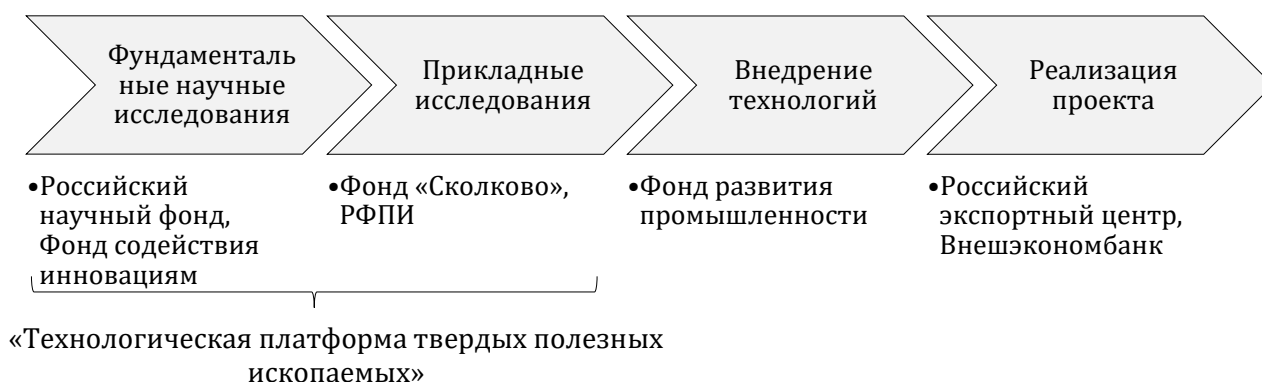 Фундаменталь
ные научные
исследования
Прикладные
исследования
Внедрение
технологий
Реализация
проекта
•Российский
научный фонд,
Фонд содействия
инновациям
•Фонд «Сколково»,
РФПИ
•Фонд развития
промышленности
•Российский
экспортный центр,
Внешэкономбанк
«Технологическая платформа твердых полезных
ископаемых»